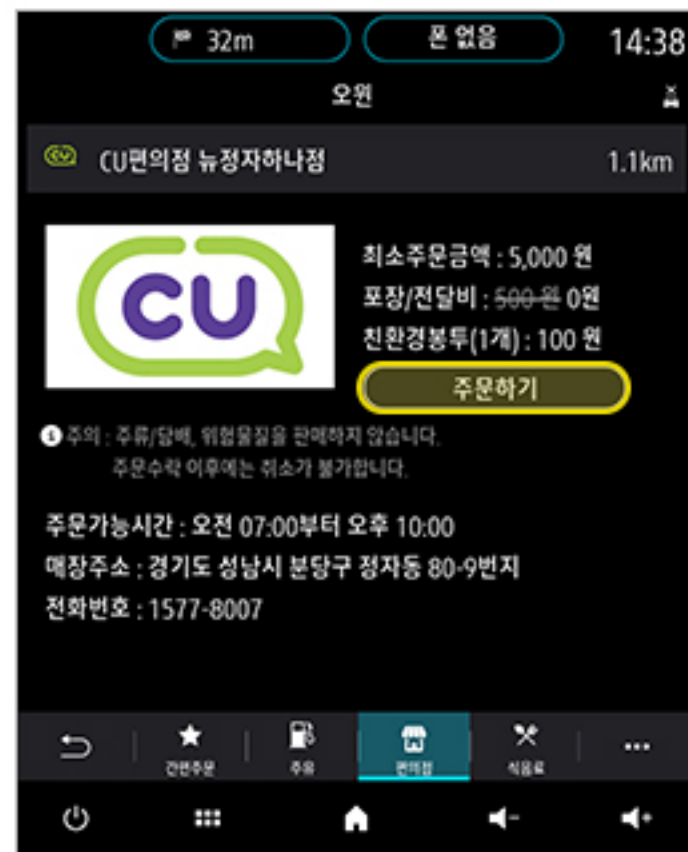 32m
폰 없음
14:38
오윈
CU편의점 뉴정자하나점
1.1km
CU
최소주문금액 : 5,000 원
포장/전달비 : 500 원 0원
친환경봉투(1개) : 100 원
주문하기
주의 : 주류/담배, 위험물질을 판매하지 않습니다.
주문수락 이후에는 취소가 불가합니다.
주문가능시간 : 오전 07:00부터 오후 10:00
매장주소 : 경기도 성남시 분당구 정자동 80-9번지
전화번호 : 1577-8007
간편주문
주유
편의점
식음료